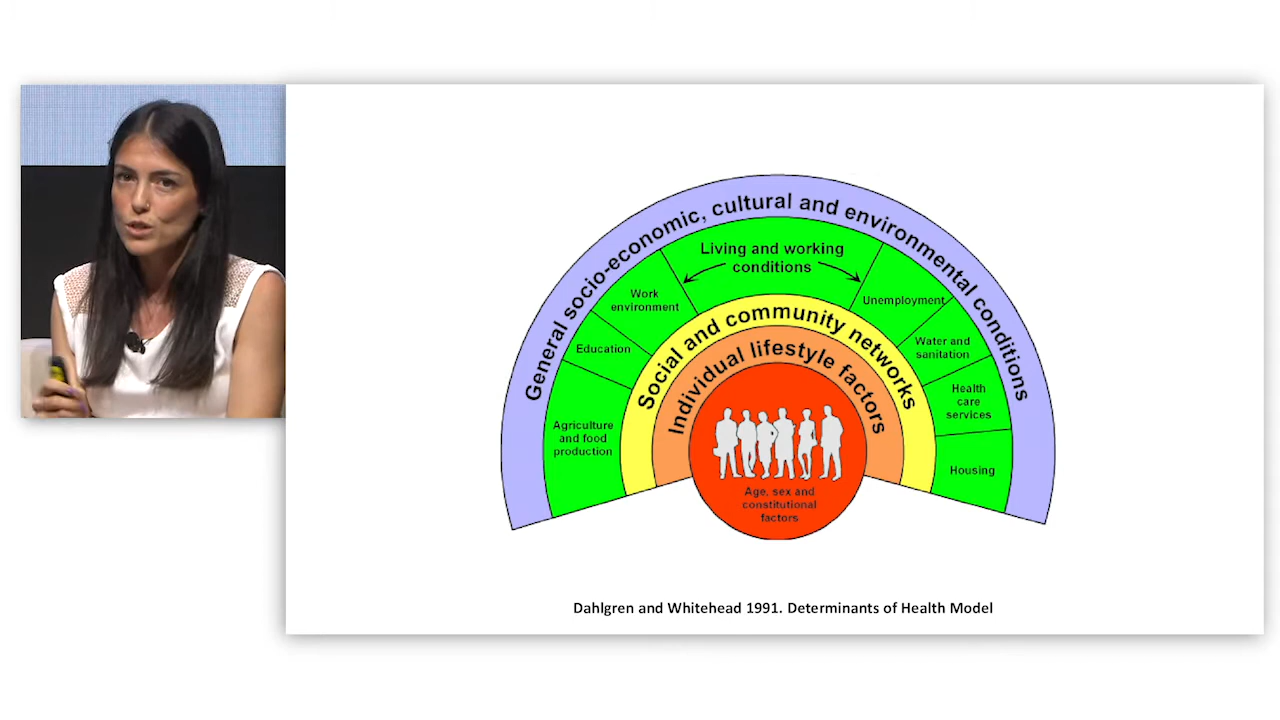 General socio-economic, cultural and environmental conditions
Living and working
conditions
Work
environment
Education
Agriculture
and food
production
Unemployment
Water and
sanitation
Health
care
services
Housing
Social and community networks
Individual lifestyle factors
Age, sex and
constitutional
factors
Dahlgren and Whitehead 1991. Determinants of Health Model